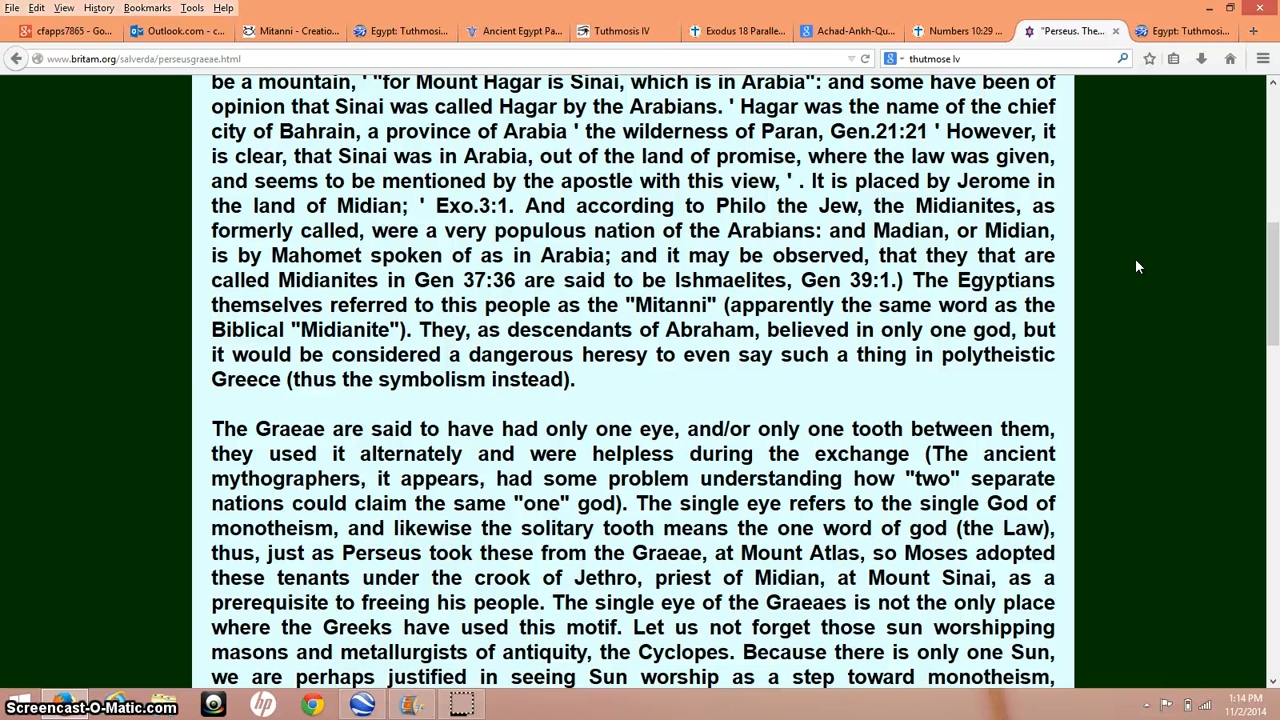 File Edit View History Bookmarks Tools Help
cfapps7865 - Go... Outlook.com - c... Mitanni - Creatio... Egypt: Tuthmosi... Ancient Egypt Pa... Tuthmosis IV Exodus 18 Paralle... Achad-Ankh-Qu... Numbers 10:29 ... "Perseus. The... Egypt: Tuthmosi...
www.britam.org/salverda/perseusgraeae.html thutmose lv
be a mountain, ' "for Mount Hagar is Sinai, which is in Arabia": and some have been of
opinion that Sinai was called Hagar by the Arabians. ' Hagar was the name of the chief
city of Bahrain, a province of Arabia ' the wilderness of Paran, Gen.21:21 ' However, it
is clear, that Sinai was in Arabia, out of the land of promise, where the law was given,
and seems to be mentioned by the apostle with this view, ' . It is placed by Jerome in
the land of Midian; ' Exo.3:1. And according to Philo the Jew, the Midianites, as
formerly called, were a very populous nation of the Arabians: and Madian, or Midian,
is by Mahomet spoken of as in Arabia; and it may be observed, that they that are
called Midianites in Gen 37:36 are said to be Ishmaelites, Gen 39:1.) The Egyptians
themselves referred to this people as the "Mitanni" (apparently the same word as the
Biblical "Midianite"). They, as descendants of Abraham, believed in only one god, but
it would be considered a dangerous heresy to even say such a thing in polytheistic
Greece (thus the symbolism instead).
The Graeae are said to have had only one eye, and/or only one tooth between them,
they used it alternately and were helpless during the exchange (The ancient
mythographers, it appears, had some problem understanding how "two" separate
nations could claim the same "one" god). The single eye refers to the single God of
monotheism, and likewise the solitary tooth means the one word of god (the Law),
thus, just as Perseus took these from the Graeae, at Mount Atlas, so Moses adopted
these tenants under the crook of Jethro, priest of Midian, at Mount Sinai, as a
prerequisite to freeing his people. The single eye of the Graeaes is not the only place
where the Greeks have used this motif. Let us not forget those sun worshipping
masons and metallurgists of antiquity, the Cyclopes. Because there is only one Sun,
we are perhaps justified in seeing Sun worship as a step toward monotheism,
Screencast-O-Matic.com
hp
1:14 PM
11/2/2014